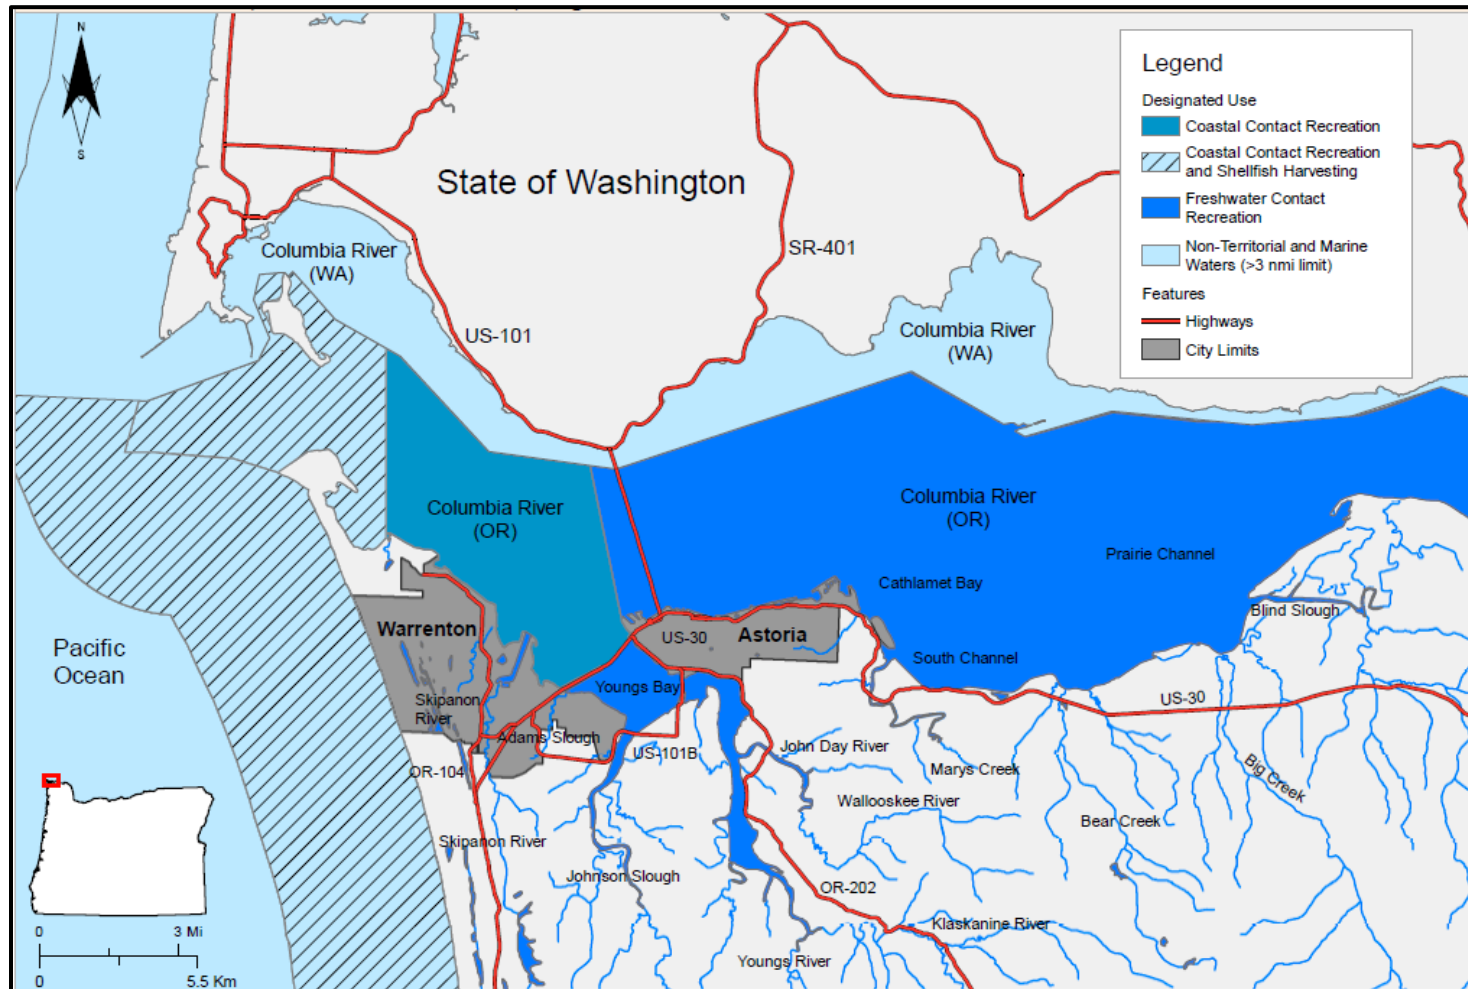 N
S
State of Washington
Columbia River
(WA)
SR-401
US-101
Columbia River
(WA)
Legend
Designated Use
Coastal Contact Recreation
Coastal Contact Recreation
and Shellfish Harvesting
Freshwater Contact
Recreation
Non-Territorial and Marine
Waters (>3 nmi limit)
Features
Highways
City Limits
Columbia River
(OR)
Columbia River
(OR)
Prairie Channel
Cathlamet Bay
Blind Slough
Warrenton
US-30
Astoria
South Channel
Pacific
Ocean
Youngs Bay
Skipanon
River
US-30
Adams Slough
US-101B
John Day River
OR-104
Marys Creek
Big Creek
Wallooskee River
Bear Creek
Skipanon River
Johnson Slough
OR-202
Klaskanine River
Youngs River
0
3 Mi
0
5.5 Km